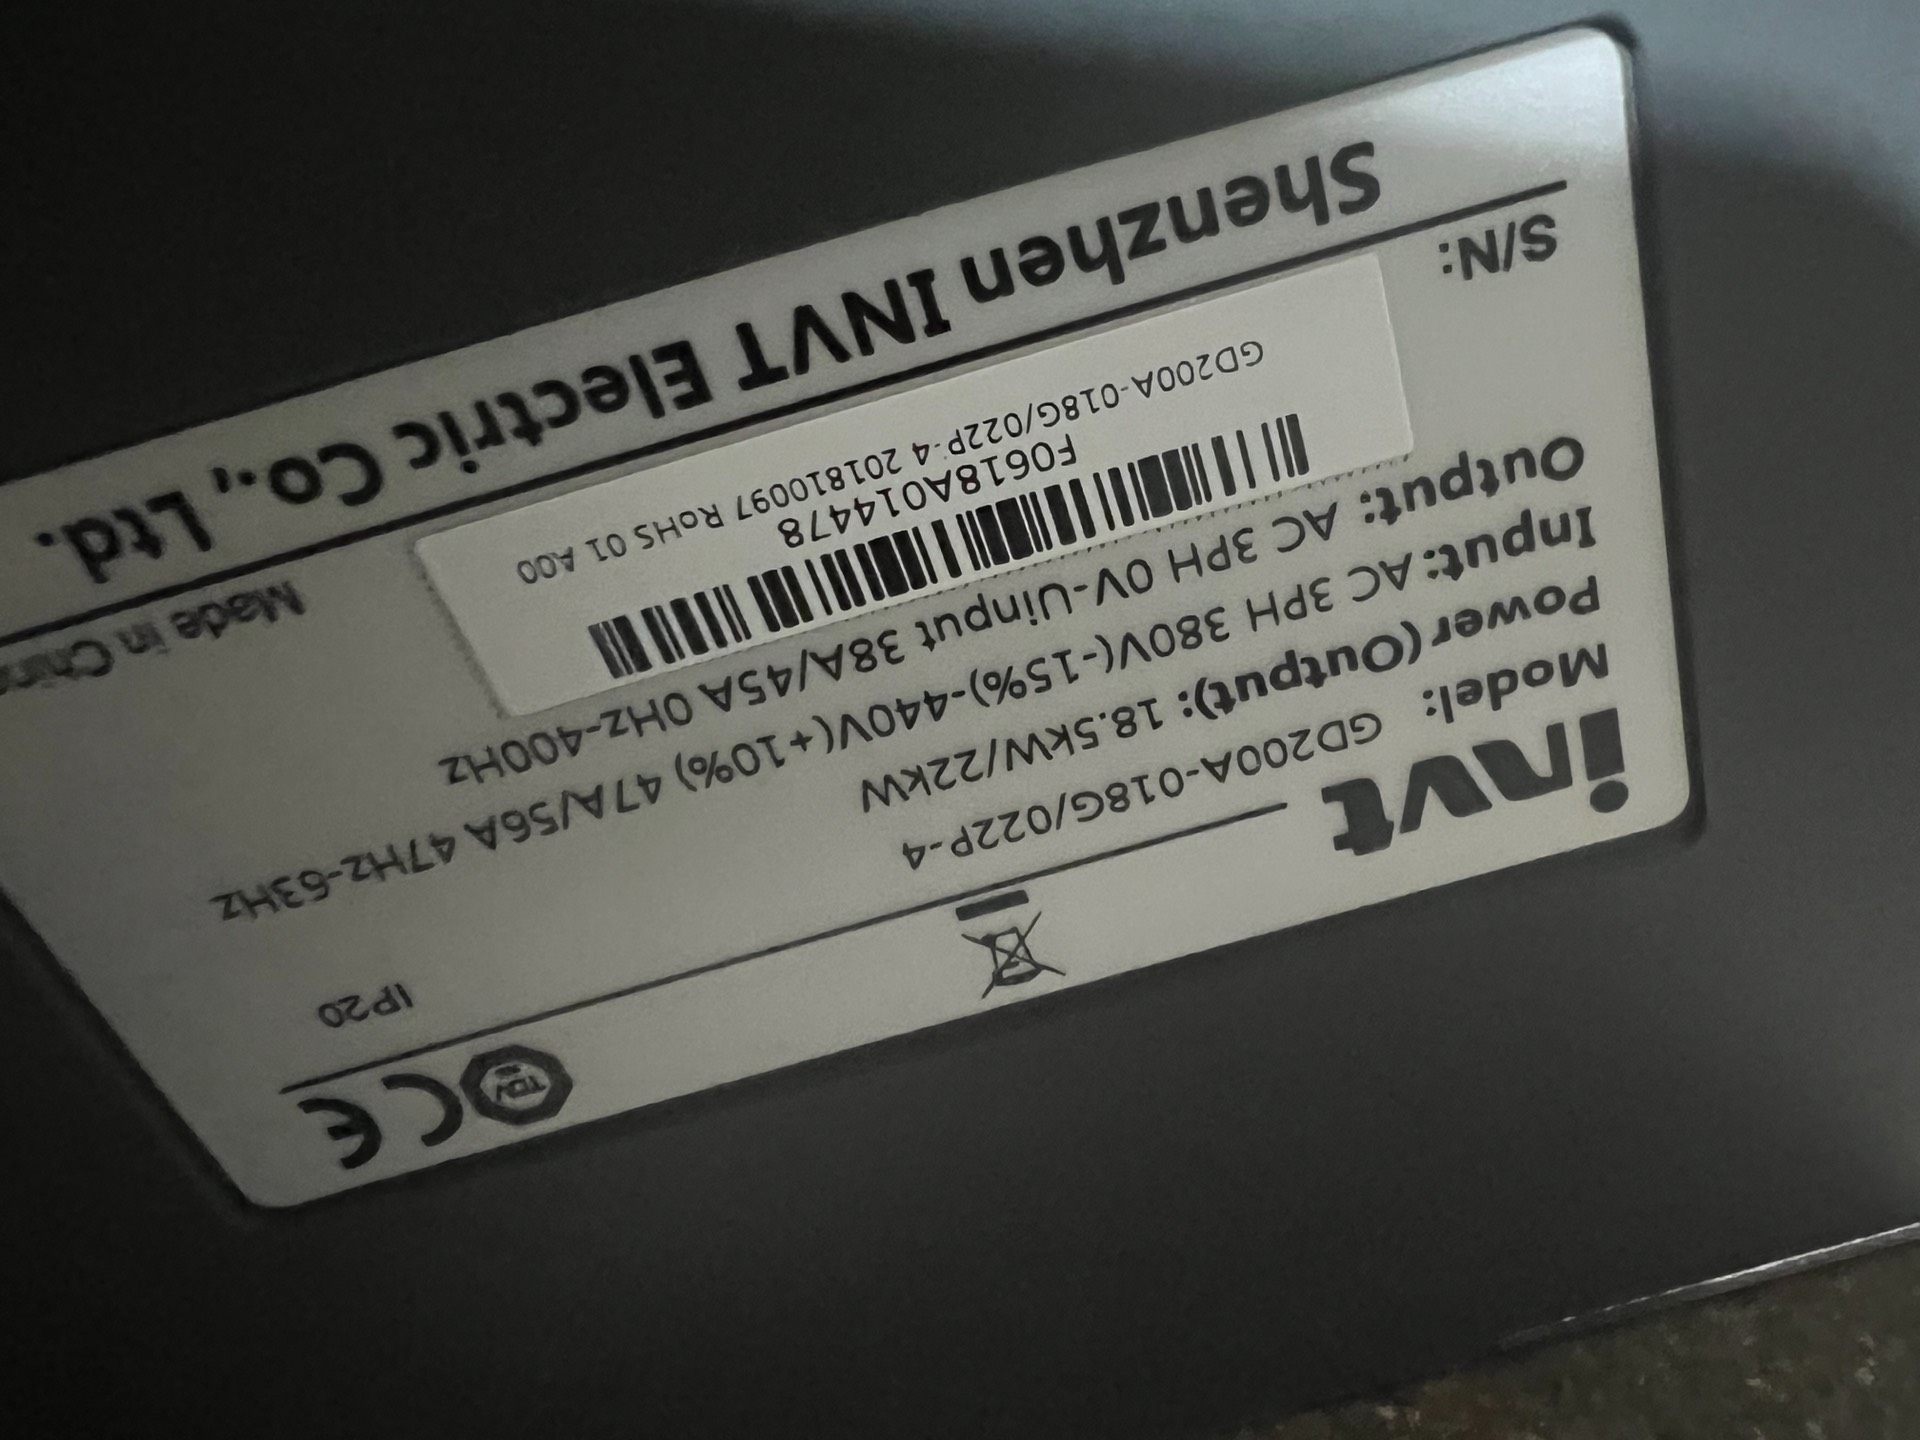 invt
TÜV
CE
Model: GD200A-018G/022P-4
IP20
Power(Output): 18.5kW/22kW
Input: AC 3PH 380V(-15%)-440V(+10%) 47A/56A 47Hz-63Hz
Output: AC 3PH 0V-Uinput 38A/45A 0Hz-400Hz
S/N:
F0618A014478
GD200A-018G/022P-4 201810097 RoHS 01 A00
Made in China
Shenzhen INVT Electric Co., Ltd.